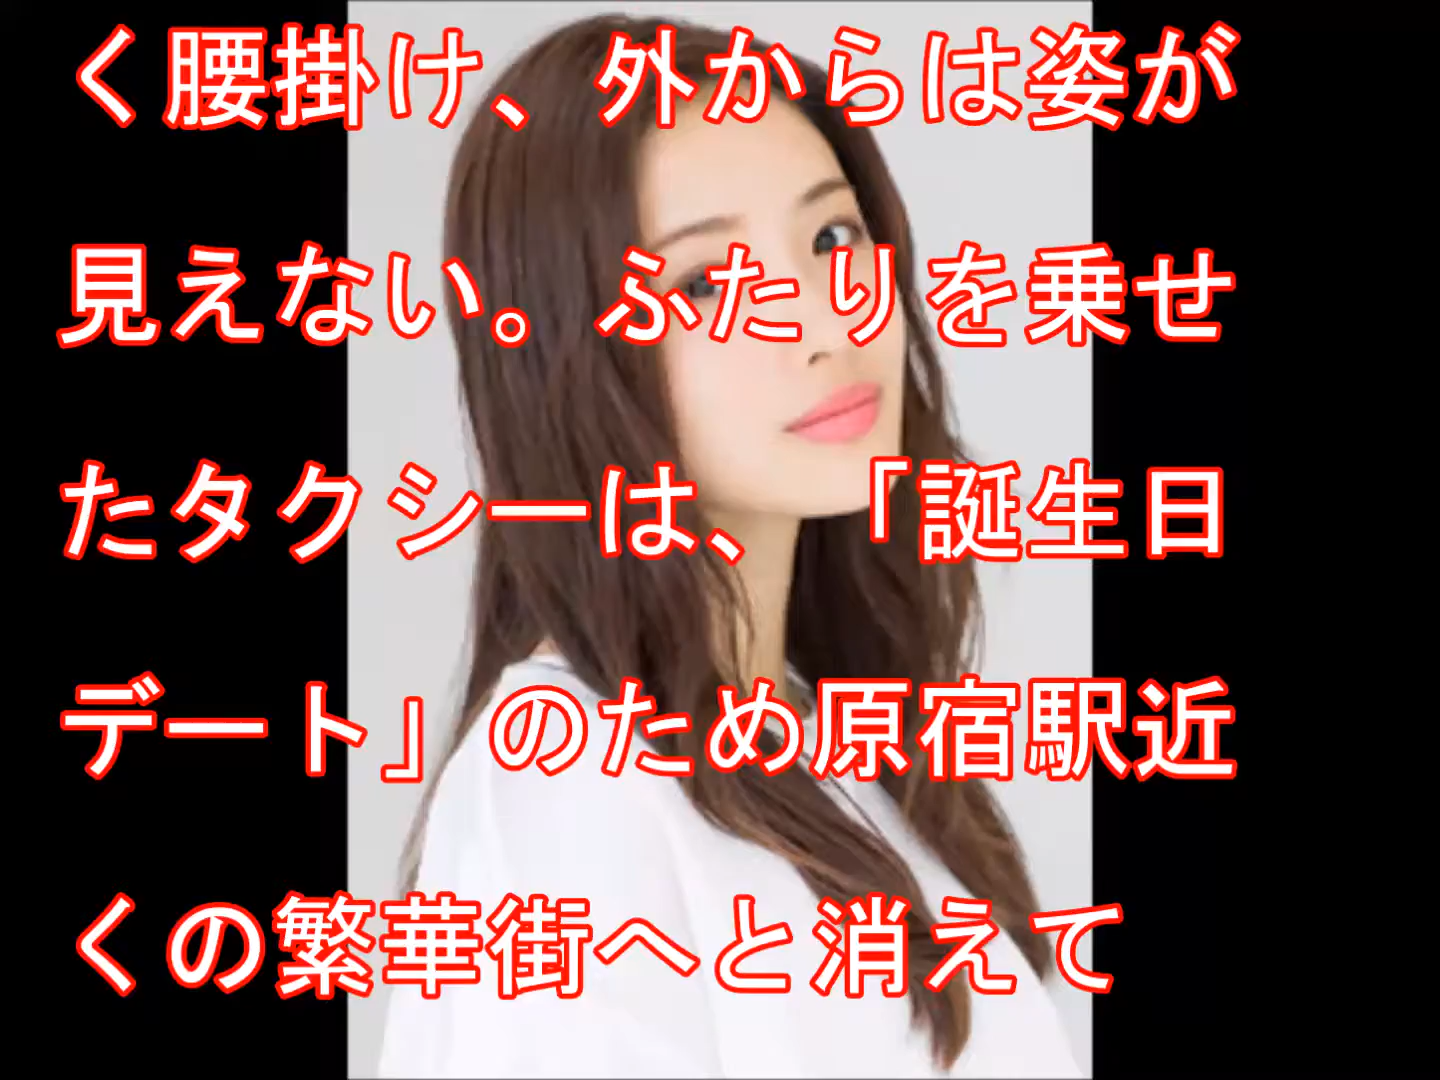 く腰掛け、外からは姿が
見えない。ふたりを乗せ
たタクシーは、「誕生日
デート」のため原宿駅近
くの繁華街へと消えて